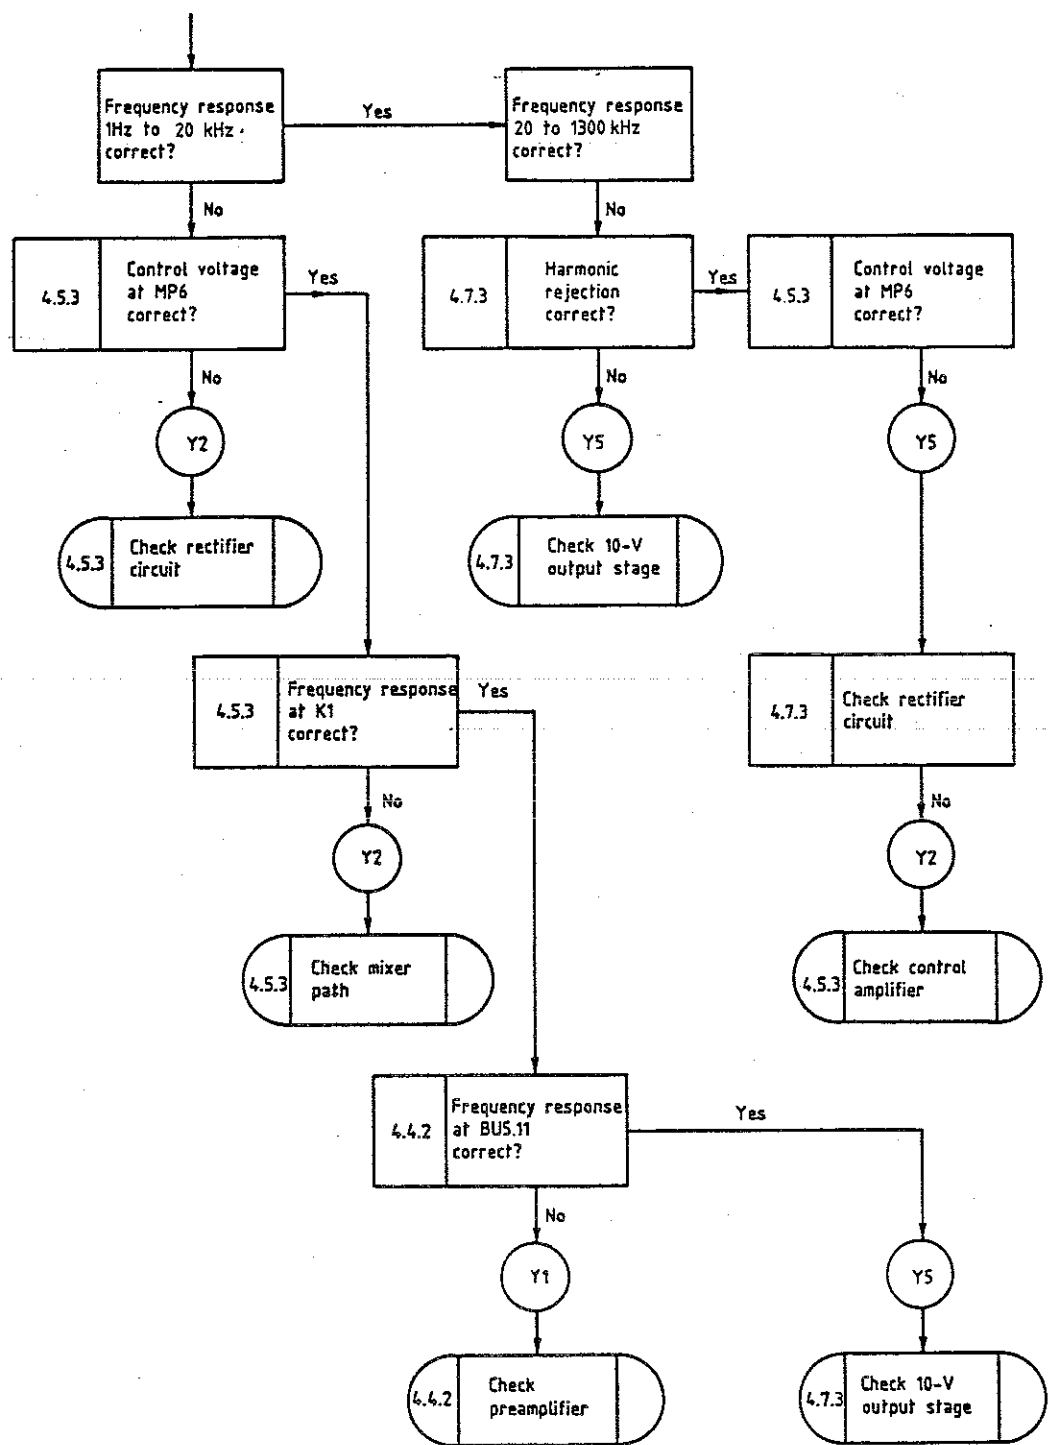 Frequency response
1Hz to 20 kHz
correct?
Yes
Frequency response
20 to 1300 kHz
correct?
No
No
4.5.3
Control voltage
at MP6
correct?
Yes
4.7.3
Harmonic
rejection
correct?
Yes
4.5.3
Control voltage
at MP6
correct?
No
No
No
Y2
Y5
Y5
4.5.3
Check rectifier
circuit
4.7.3
Check 10-V
output stage
4.5.3
Frequency response
at K1
correct?
Yes
4.7.3
Check rectifier
circuit
No
No
Y2
Y2
4.5.3
Check mixer
path
4.5.3
Check control
amplifier
4.4.2
Frequency response
at BU5.11
correct?
Yes
No
Y1
Y5
4.4.2
Check
preamplifier
4.7.3
Check 10-V
output stage